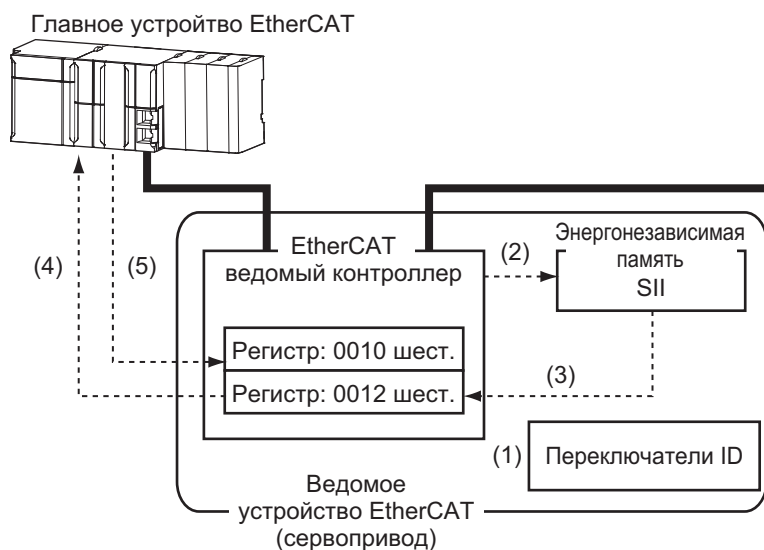 Главное устройтво EtherCAT
(4)
(5)
EtherCAT
ведомый контроллер
(2)
Энергонезависимая
память
SII
Регистр: 0010 шест.
Регистр: 0012 шест.
(3)
(1)
Переключатели ID
Ведомое
устройство EtherCAT
(сервопривод)